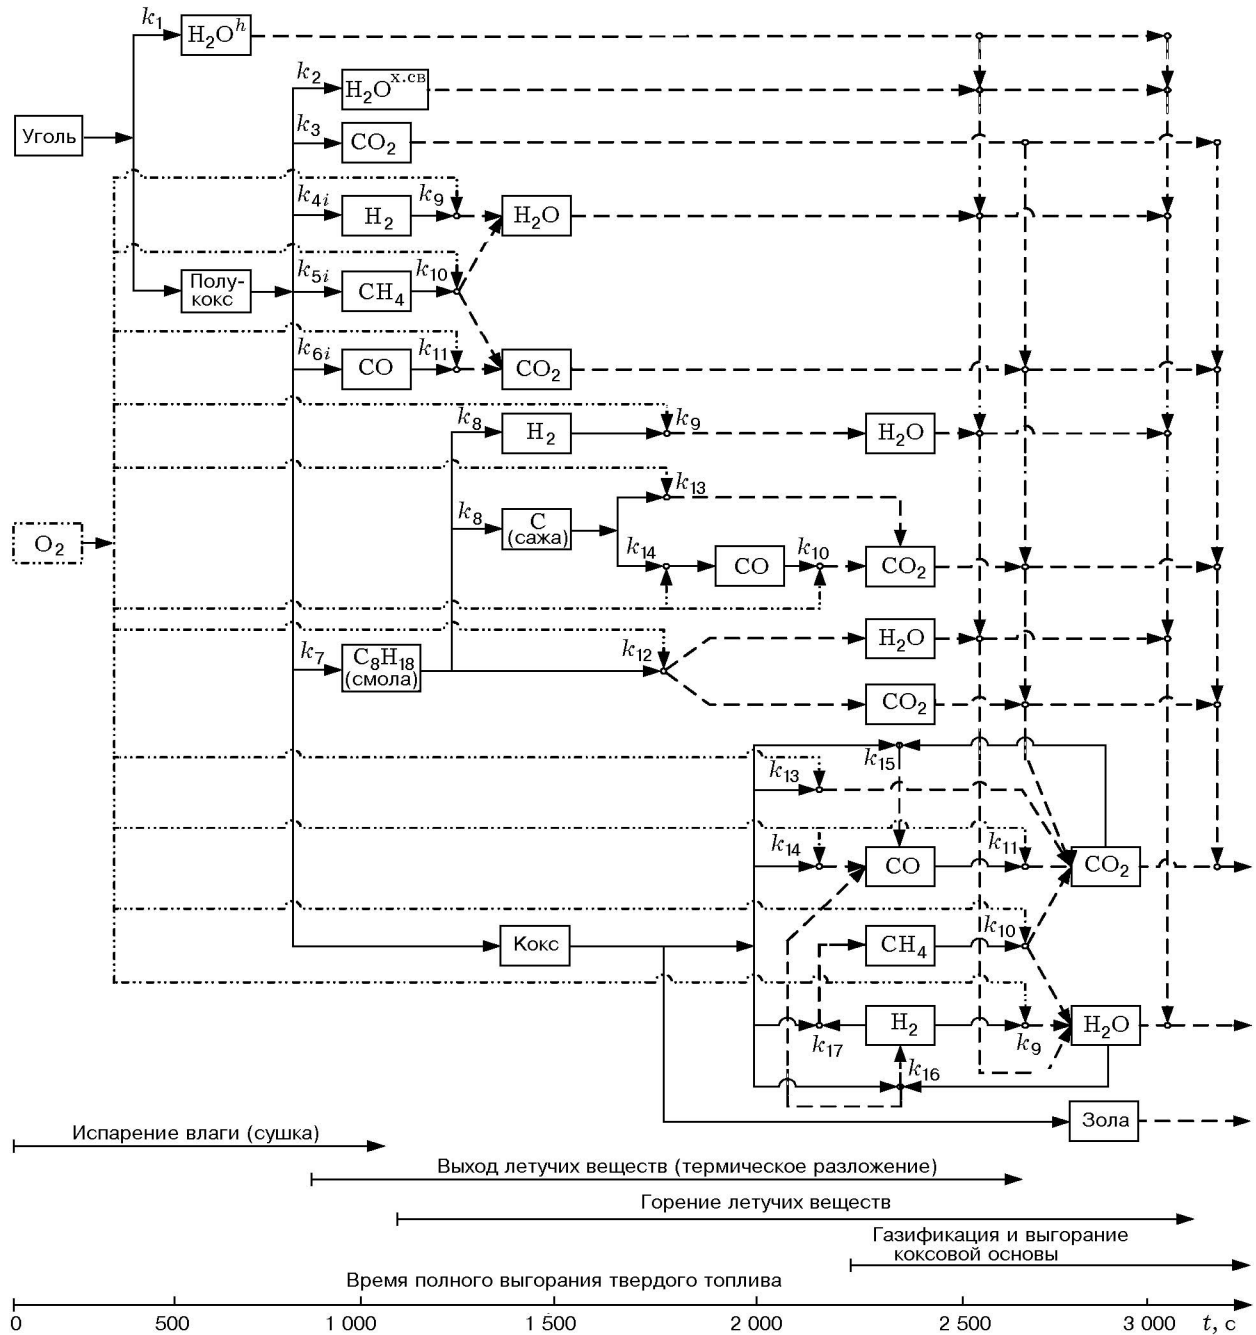 k₁
H₂Oʰ
k₂
H₂Oˣ·ᶜᴮ
Уголь
k₃
CO₂
k₄ᵢ
H₂
k₉
H₂O
Полу-
кокс
k₅ᵢ
CH₄
k₁₀
k₆ᵢ
CO
k₁₁
CO₂
k₈
H₂
k₉
H₂O
k₁₃
k₈
C
(сажа)
O₂
k₁₄
CO
k₁₀
CO₂
k₇
C₈H₁₈
(смола)
k₁₂
H₂O
CO₂
k₁₅
k₁₃
k₁₄
CO
k₁₁
CO₂
Кокс
CH₄
k₁₀
k₁₇
H₂
k₉
H₂O
k₁₆
Зола
Испарение влаги (сушка)
Выход летучих веществ (термическое разложение)
Горение летучих веществ
Газификация и выгорание
коксовой основы
Время полного выгорания твердого топлива
0 500 1 000 1 500 2 000 2 500 3 000 t, с